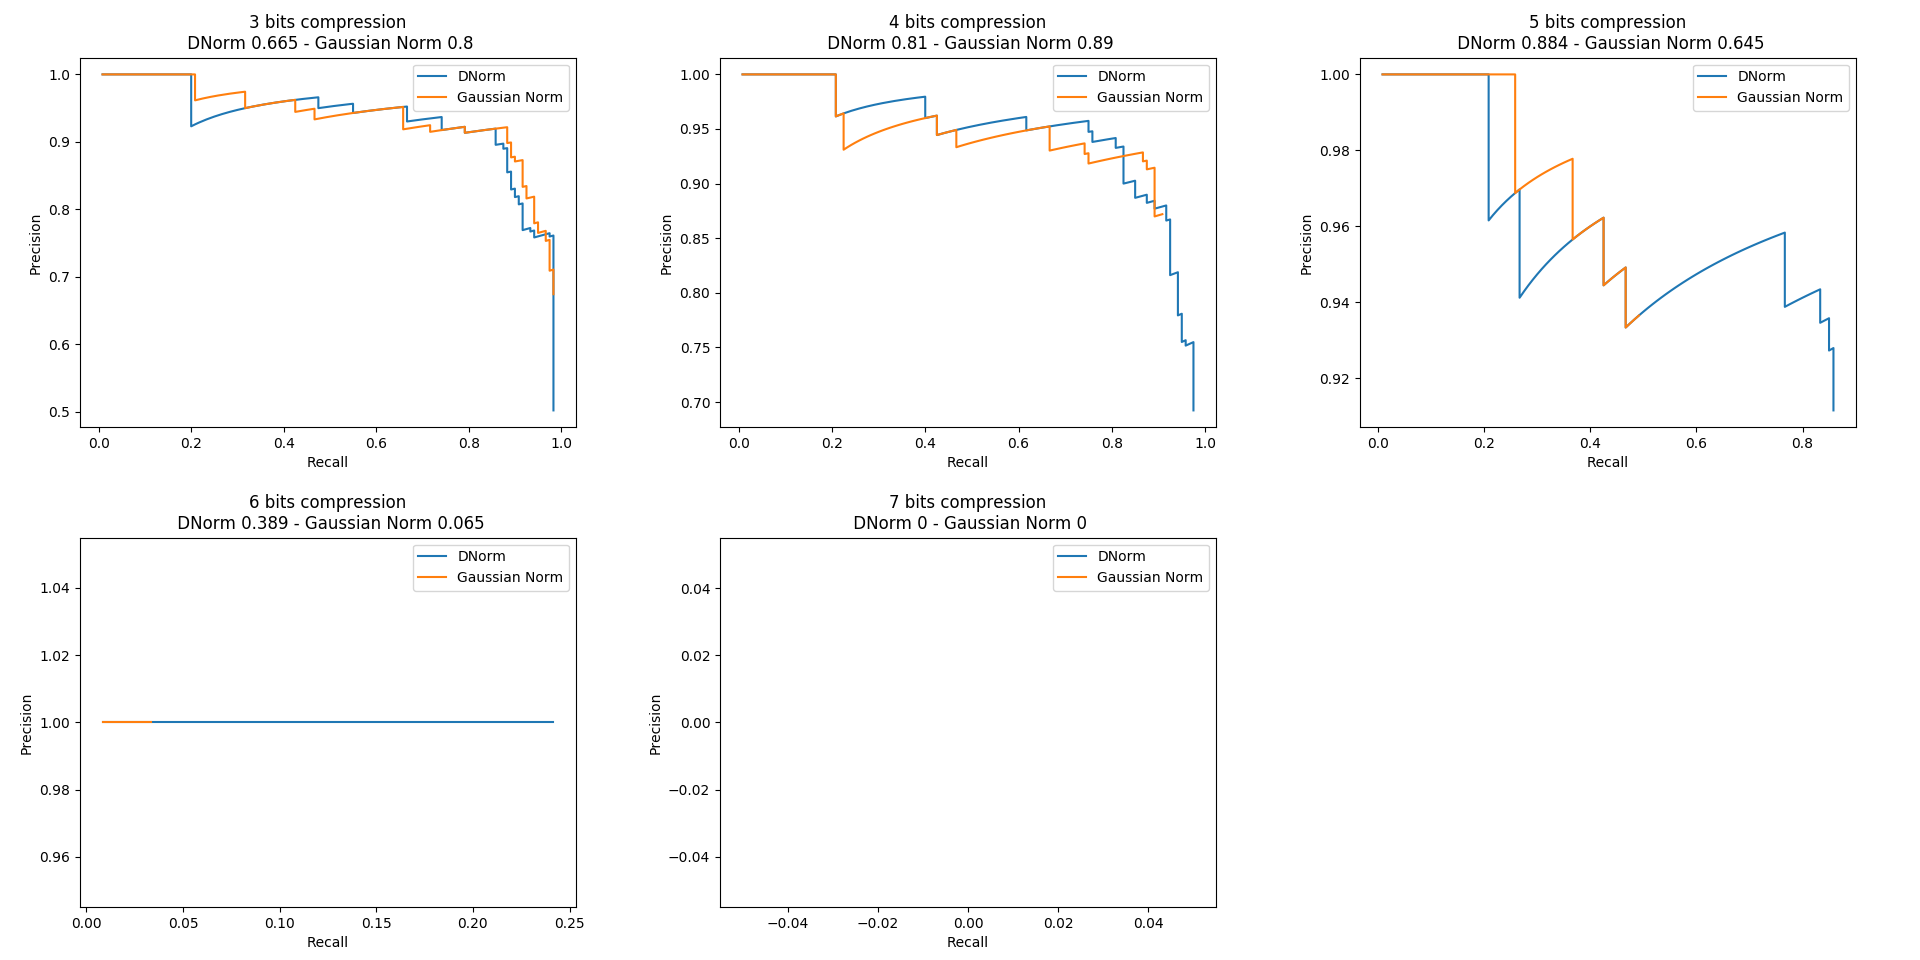 3 bits compression
DNorm 0.665 - Gaussian Norm 0.8
DNorm
Gaussian Norm
1.0
0.9
0.8
0.7
0.6
0.5
Precision
0.0 0.2 0.4 0.6 0.8 1.0
Recall
4 bits compression
DNorm 0.81 - Gaussian Norm 0.89
DNorm
Gaussian Norm
1.00
0.95
0.90
0.85
0.80
0.75
0.70
Precision
0.0 0.2 0.4 0.6 0.8 1.0
Recall
5 bits compression
DNorm 0.884 - Gaussian Norm 0.645
DNorm
Gaussian Norm
1.00
0.98
0.96
0.94
0.92
Precision
0.0 0.2 0.4 0.6 0.8
Recall
6 bits compression
DNorm 0.389 - Gaussian Norm 0.065
DNorm
Gaussian Norm
1.04
1.02
1.00
0.98
0.96
Precision
0.00 0.05 0.10 0.15 0.20 0.25
Recall
7 bits compression
DNorm 0 - Gaussian Norm 0
DNorm
Gaussian Norm
0.04
0.02
0.00
−0.02
−0.04
Precision
−0.04 −0.02 0.00 0.02 0.04
Recall